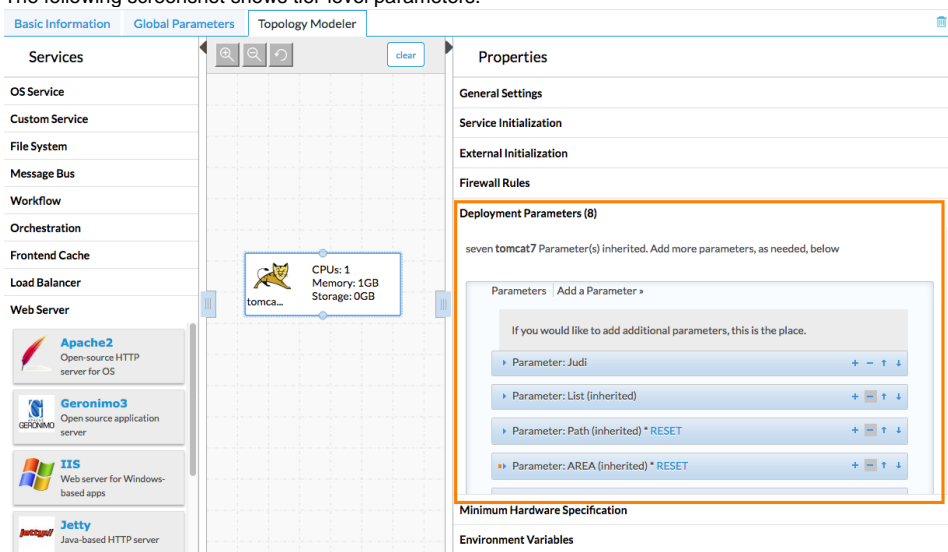 The following screenshot shows tier level parameters.
Basic Information Global Parameters Topology Modeler
Services
OS Service
Custom Service
File System
Message Bus
Workflow
Orchestration
Frontend Cache
Load Balancer
Web Server
Apache2
Open-source HTTP
server for OS
GERONIMO
Geronimo3
Open source application
server
IIS
Web server for Windows-
based apps
jetty://
Jetty
Java-based HTTP server
clear
tomca...
CPUs: 1
Memory: 1GB
Storage: 0GB
Properties
General Settings
Service Initialization
External Initialization
Firewall Rules
Deployment Parameters (8)
seven tomcat7 Parameter(s) inherited. Add more parameters, as needed, below
Parameters Add a Parameter »
If you would like to add additional parameters, this is the place.
Parameter: Judi
Parameter: List (inherited)
Parameter: Path (inherited) * RESET
Parameter: AREA (inherited) * RESET
Minimum Hardware Specification
Environment Variables